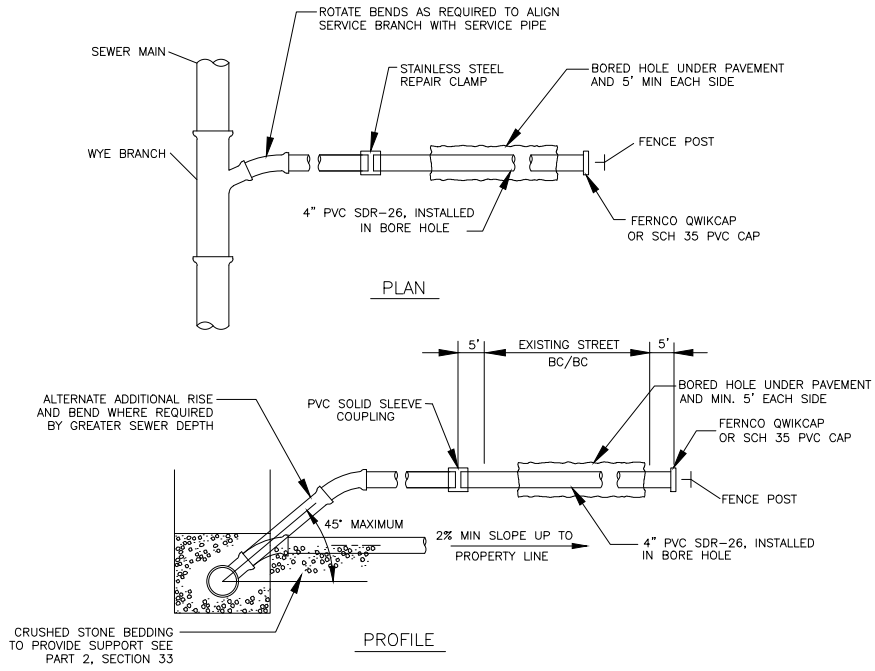 ROTATE BENDS AS REQUIRED TO ALIGN
SERVICE BRANCH WITH SERVICE PIPE
SEWER MAIN
STAINLESS STEEL
REPAIR CLAMP
BORED HOLE UNDER PAVEMENT
AND 5' MIN EACH SIDE
WYE BRANCH
FENCE POST
4" PVC SDR-26, INSTALLED
IN BORE HOLE
FERNCO QWIKCAP
OR SCH 35 PVC CAP
PLAN
5'
EXISTING STREET
BC/BC
5'
ALTERNATE ADDITIONAL RISE
AND BEND WHERE REQUIRED
BY GREATER SEWER DEPTH
PVC SOLID SLEEVE
COUPLING
BORED HOLE UNDER PAVEMENT
AND MIN. 5' EACH SIDE
FERNCO QWIKCAP
OR SCH 35 PVC CAP
FENCE POST
45° MAXIMUM
2% MIN SLOPE UP TO
PROPERTY LINE
4" PVC SDR-26, INSTALLED
IN BORE HOLE
CRUSHED STONE BEDDING
TO PROVIDE SUPPORT SEE
PART 2, SECTION 33
PROFILE